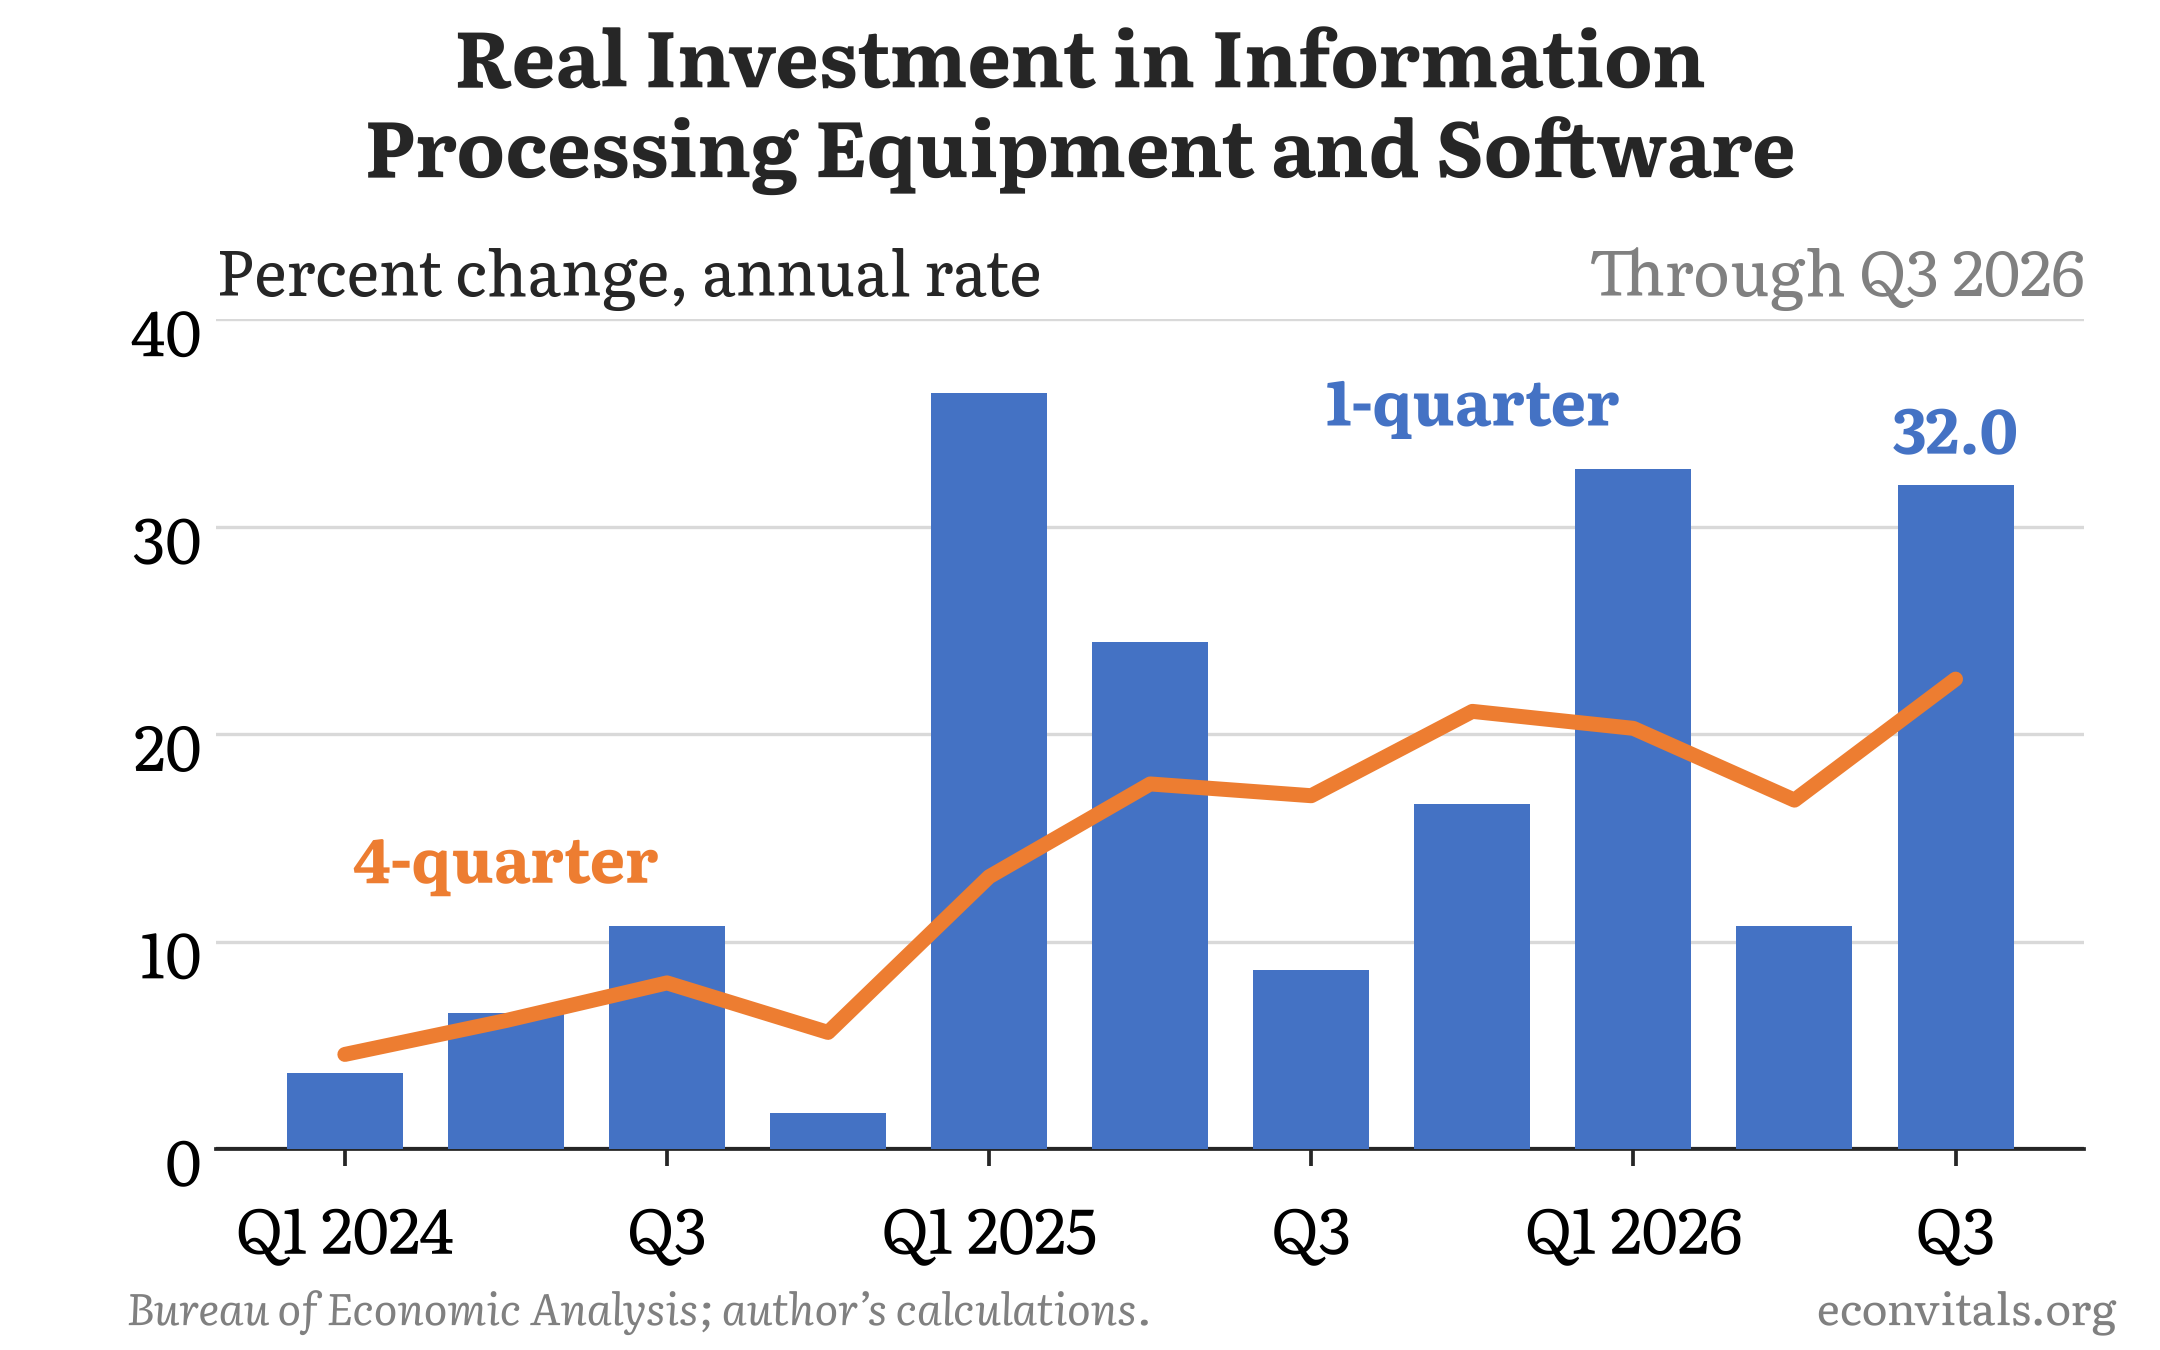 Real Investment in Information
Processing Equipment and Software
Percent change, annual rate
Through Q3 2026
40
1-quarter
32.0
30
20
4-quarter
10
0
Q1 2024 Q3 Q1 2025 Q3 Q1 2026 Q3
Bureau of Economic Analysis; author’s calculations.
econvitals.org